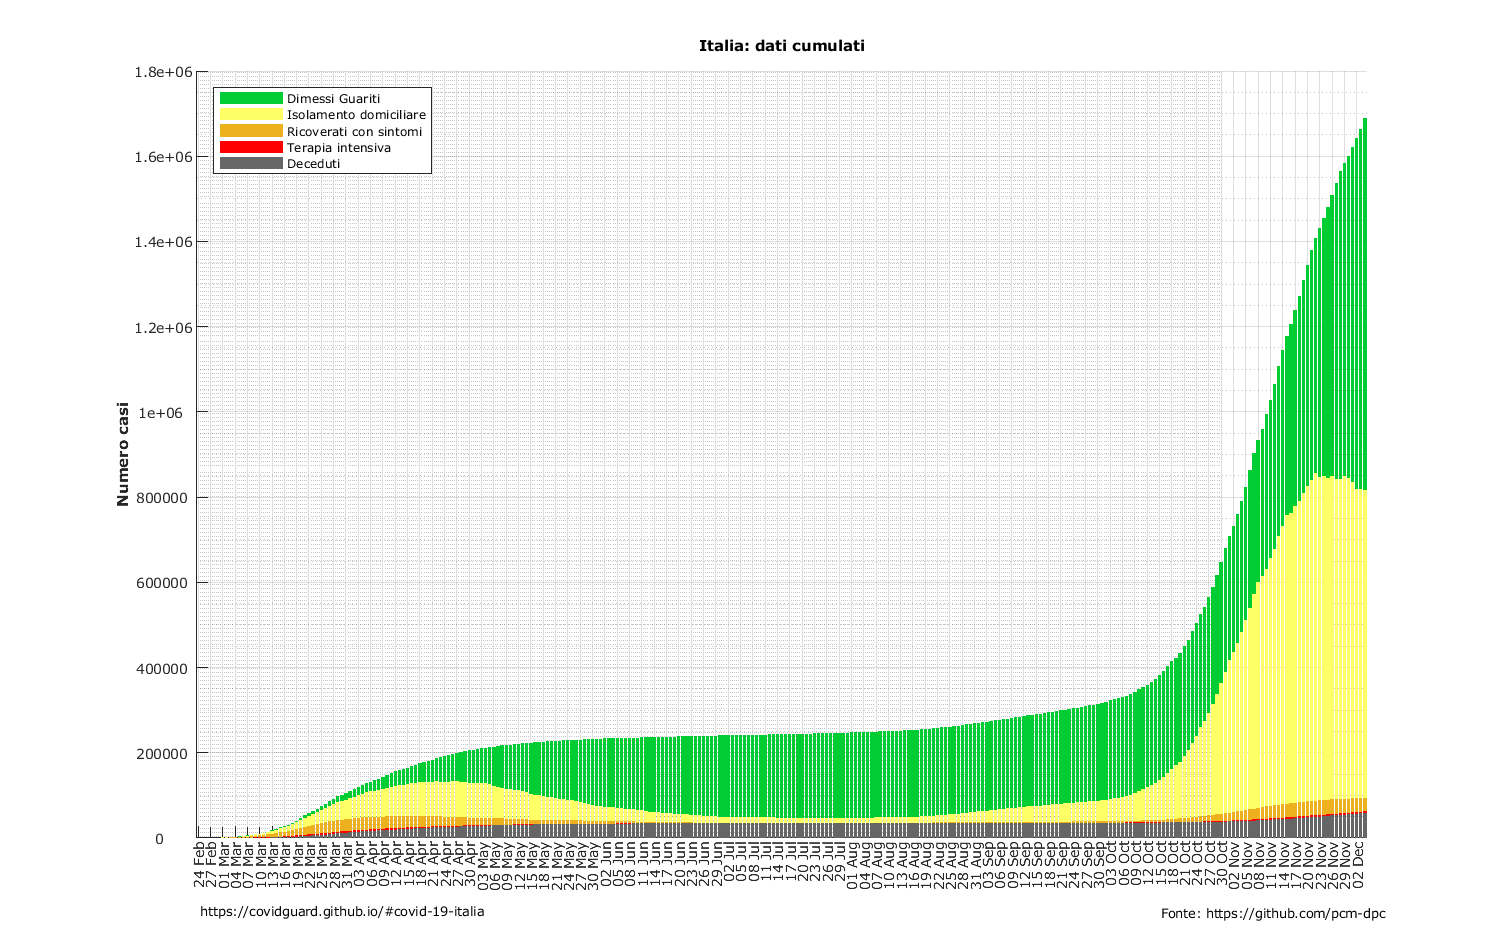 Italia: dati cumulati
1.8e+06
1.6e+06
1.4e+06
1.2e+06
1e+06
800000
600000
400000
200000
0
Numero casi
Dimessi Guariti
Isolamento domiciliare
Ricoverati con sintomi
Terapia intensiva
Deceduti
24 Feb
27 Feb
01 Mar
04 Mar
07 Mar
10 Mar
13 Mar
16 Mar
19 Mar
22 Mar
25 Mar
28 Mar
31 Mar
03 Apr
06 Apr
09 Apr
12 Apr
15 Apr
18 Apr
21 Apr
24 Apr
27 Apr
30 Apr
03 May
06 May
09 May
12 May
15 May
18 May
21 May
24 May
27 May
30 May
02 Jun
05 Jun
08 Jun
11 Jun
14 Jun
17 Jun
20 Jun
23 Jun
26 Jun
29 Jun
02 Jul
05 Jul
08 Jul
11 Jul
14 Jul
17 Jul
20 Jul
23 Jul
26 Jul
29 Jul
01 Aug
04 Aug
07 Aug
10 Aug
13 Aug
16 Aug
19 Aug
22 Aug
25 Aug
28 Aug
31 Aug
03 Sep
06 Sep
09 Sep
12 Sep
15 Sep
18 Sep
21 Sep
24 Sep
27 Sep
30 Sep
03 Oct
06 Oct
09 Oct
12 Oct
15 Oct
18 Oct
21 Oct
24 Oct
27 Oct
30 Oct
02 Nov
05 Nov
08 Nov
11 Nov
14 Nov
17 Nov
20 Nov
23 Nov
26 Nov
29 Nov
02 Dec
https://covidguard.github.io/#covid-19-italia
Fonte: https://github.com/pcm-dpc